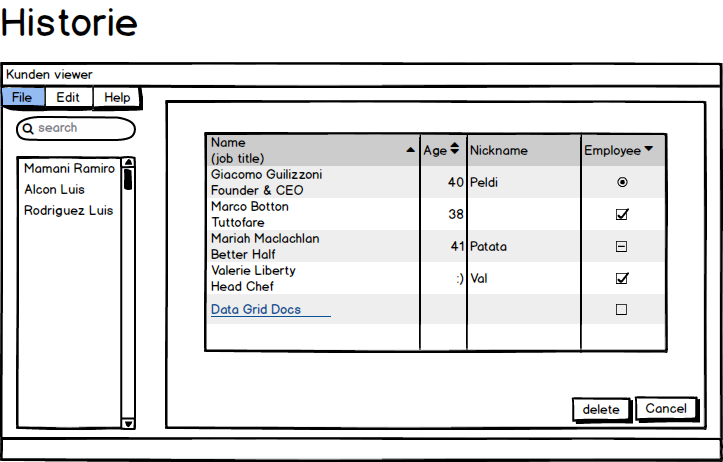 Historie
Kunden viewer
File Edit Help
search
Mamani Ramiro
Alcon Luis
Rodriguez Luis
Name
(job title)
Age
Nickname
Employee
Giacomo Guilizzoni
Founder & CEO
40
Peldi
Marco Botton
Tuttofare
38
Mariah Maclachlan
Better Half
41
Patata
Valerie Liberty
Head Chef
:)
Val
Data Grid Docs
delete
Cancel